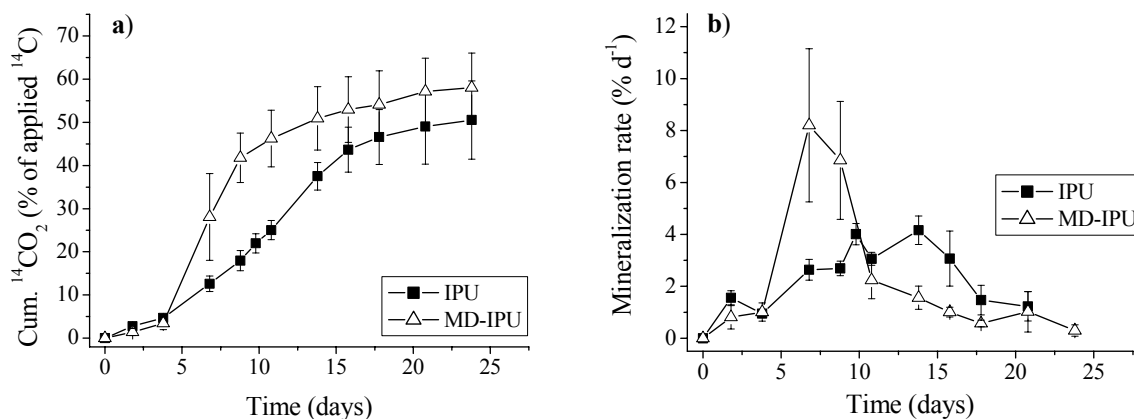 a)
Cum. ¹⁴CO₂ (% of applied ¹⁴C)
70
60
50
40
30
20
10
0
IPU
MD-IPU
0 5 10 15 20 25
Time (days)
b)
Mineralization rate (% d⁻¹)
12
10
8
6
4
2
0
IPU
MD-IPU
0 5 10 15 20 25
Time (days)